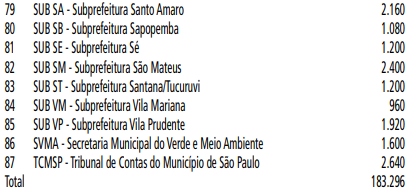 79 SUB SA - Subprefeitura Santo Amaro 2.160
80 SUB SB - Subprefeitura Sapopemba 1.080
81 SUB SE - Subprefeitura Sé 1.200
82 SUB SM - Subprefeitura São Mateus 2.400
83 SUB ST - Subprefeitura Santana/Tucuruvi 1.200
84 SUB VM - Subprefeitura Vila Mariana 960
85 SUB VP - Subprefeitura Vila Prudente 1.920
86 SVMA - Secretaria Municipal do Verde e Meio Ambiente 1.600
87 TCMSP - Tribunal de Contas do Município de São Paulo 2.640
Total 183.296